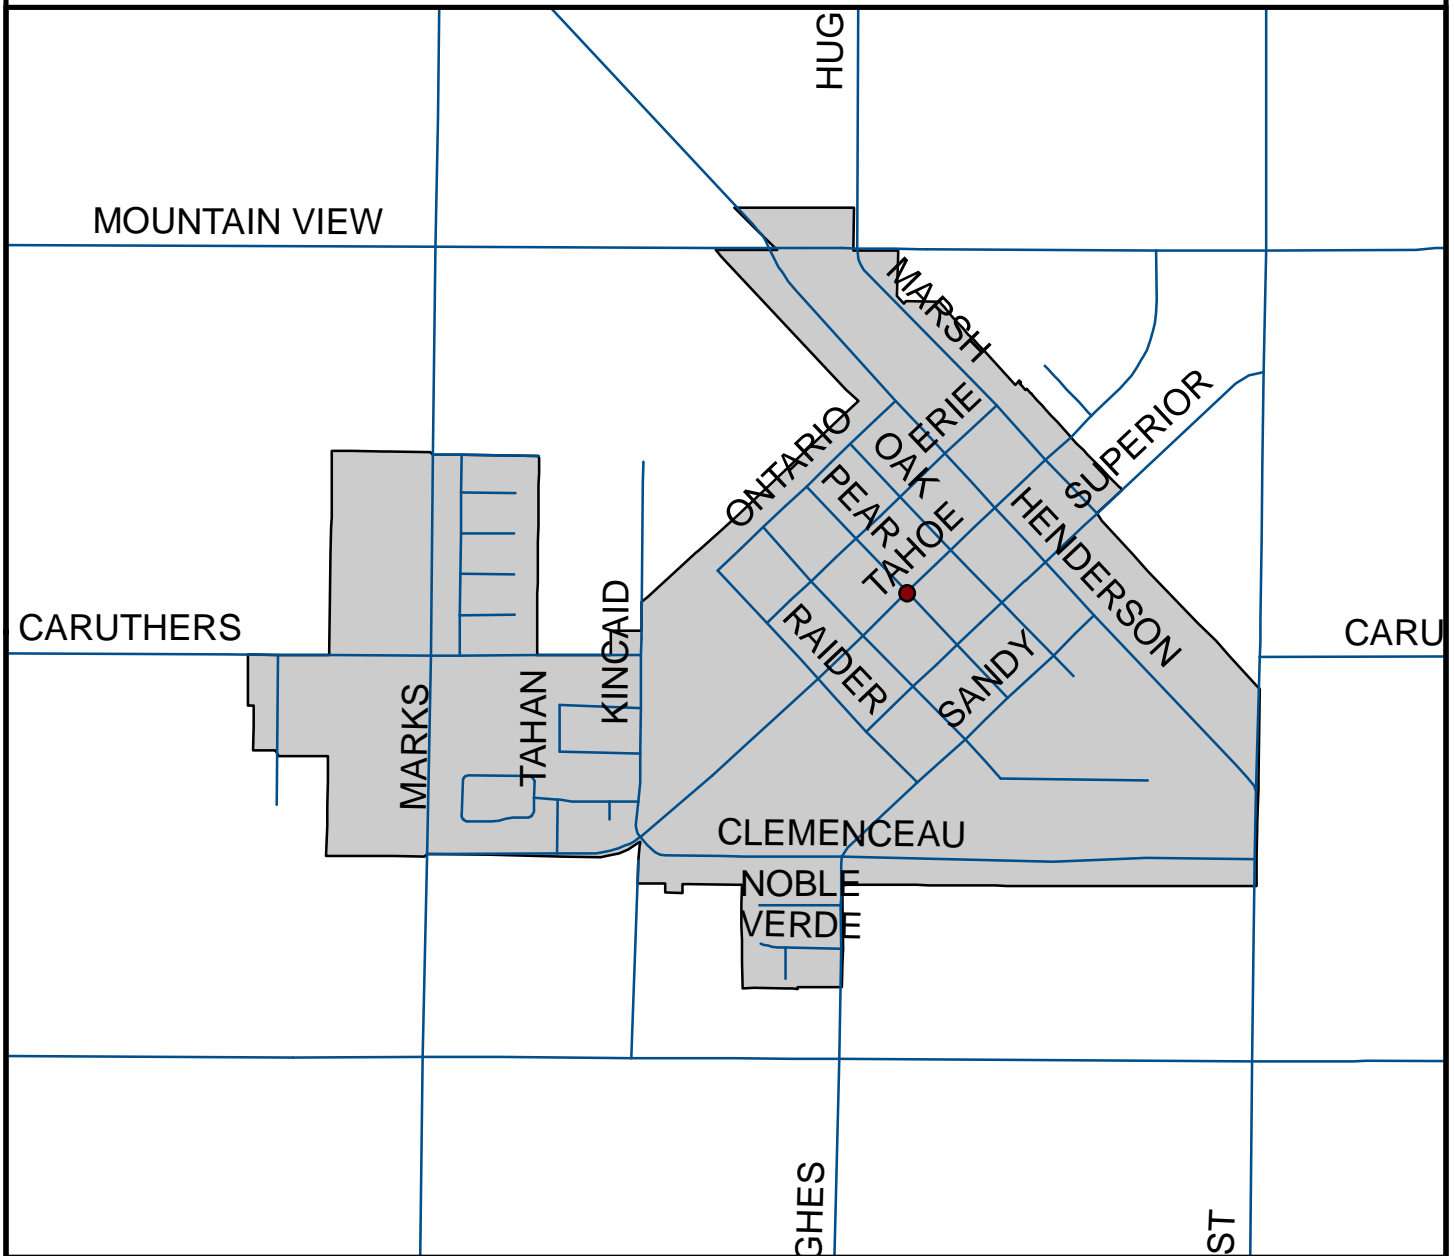 HUG
MOUNTAIN VIEW
MARSH
SUPERIOR
ERIE
ONTARIO
OAK
PEAR
HENDERSON
TAHOE
CARUTHERS
KINCAID
RAIDER
SANDY
CARU
MARKS
TAHAN
CLEMENCEAU
NOBLE
VERDE
GHES
ST